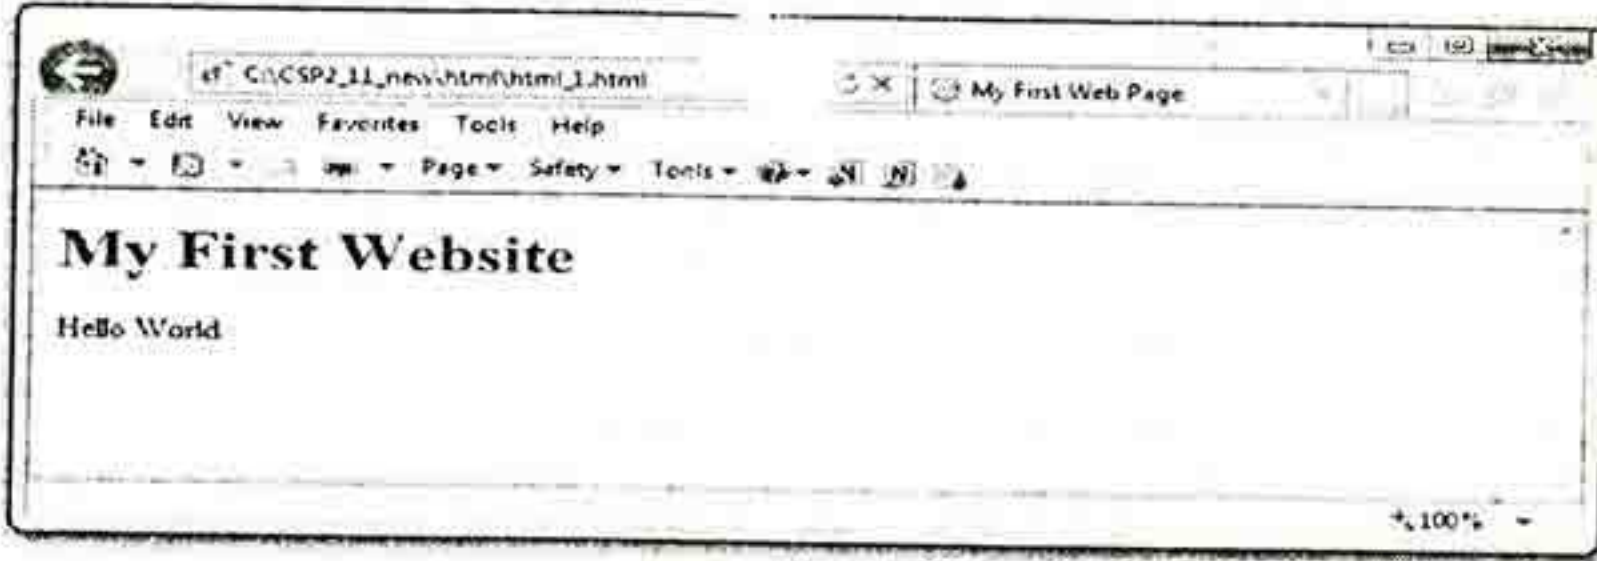 C:\CSP2_11_new\html\html_1.html
My First Web Page
File Edit View Favorites Tools Help
Page Safety Tools
My First Website
Hello World
100%